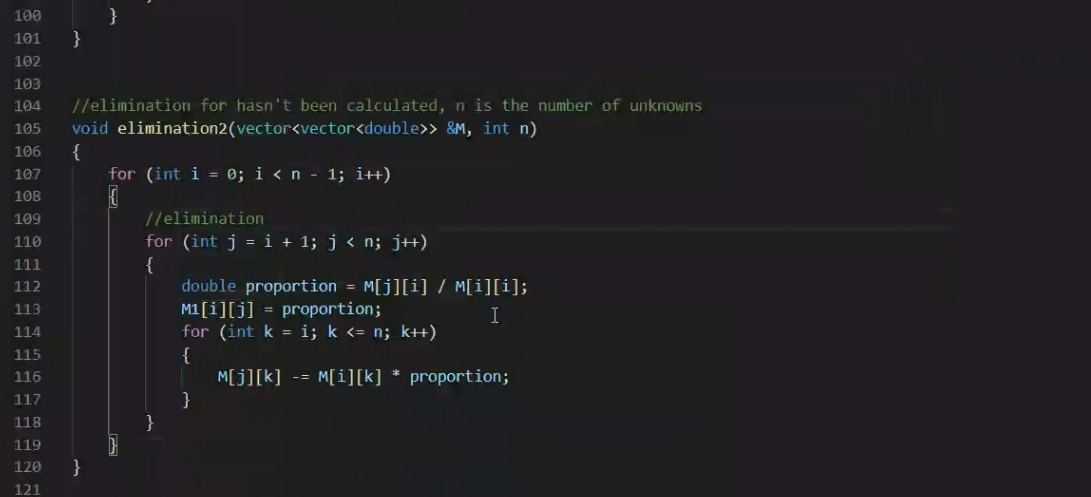 100 }
101 }
102
103
104 //elimination for hasn't been calculated, n is the number of unknowns
105 void elimination2(vector<vector<double>> &M, int n)
106 {
107 for (int i = 0; i < n - 1; i++)
108 {
109 //elimination
110 for (int j = i + 1; j < n; j++)
111 {
112 double proportion = M[j][i] / M[i][i];
113 M1[i][j] = proportion;
114 for (int k = i; k <= n; k++)
115 {
116 M[j][k] -= M[i][k] * proportion;
117 }
118 }
119 }
120 }
121